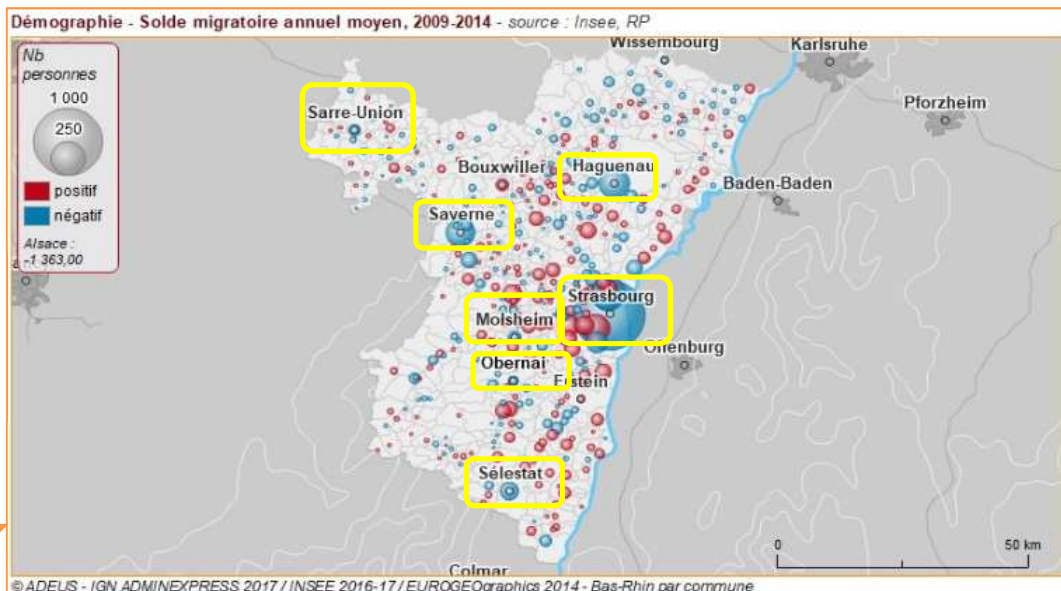 Démographie - Solde migratoire annuel moyen, 2009-2014 - source : Insee, RP
Nb
personnes
1 000
250
positif
négatif
Alsace :
-1 363,00
Wissembourg
Karlsruhe
Sarre-Union
Pforzheim
Bouxwiller
Haguenau
Baden-Baden
Saverne
Strasbourg
Molsheim
Offenburg
Obernai
Erstein
Sélestat
Colmar
0
50 km
© ADEUS - IGN ADMINEXPRESS 2017 / INSEE 2016-17 / EUROGEOgraphics 2014 - Bas-Rhin par commune